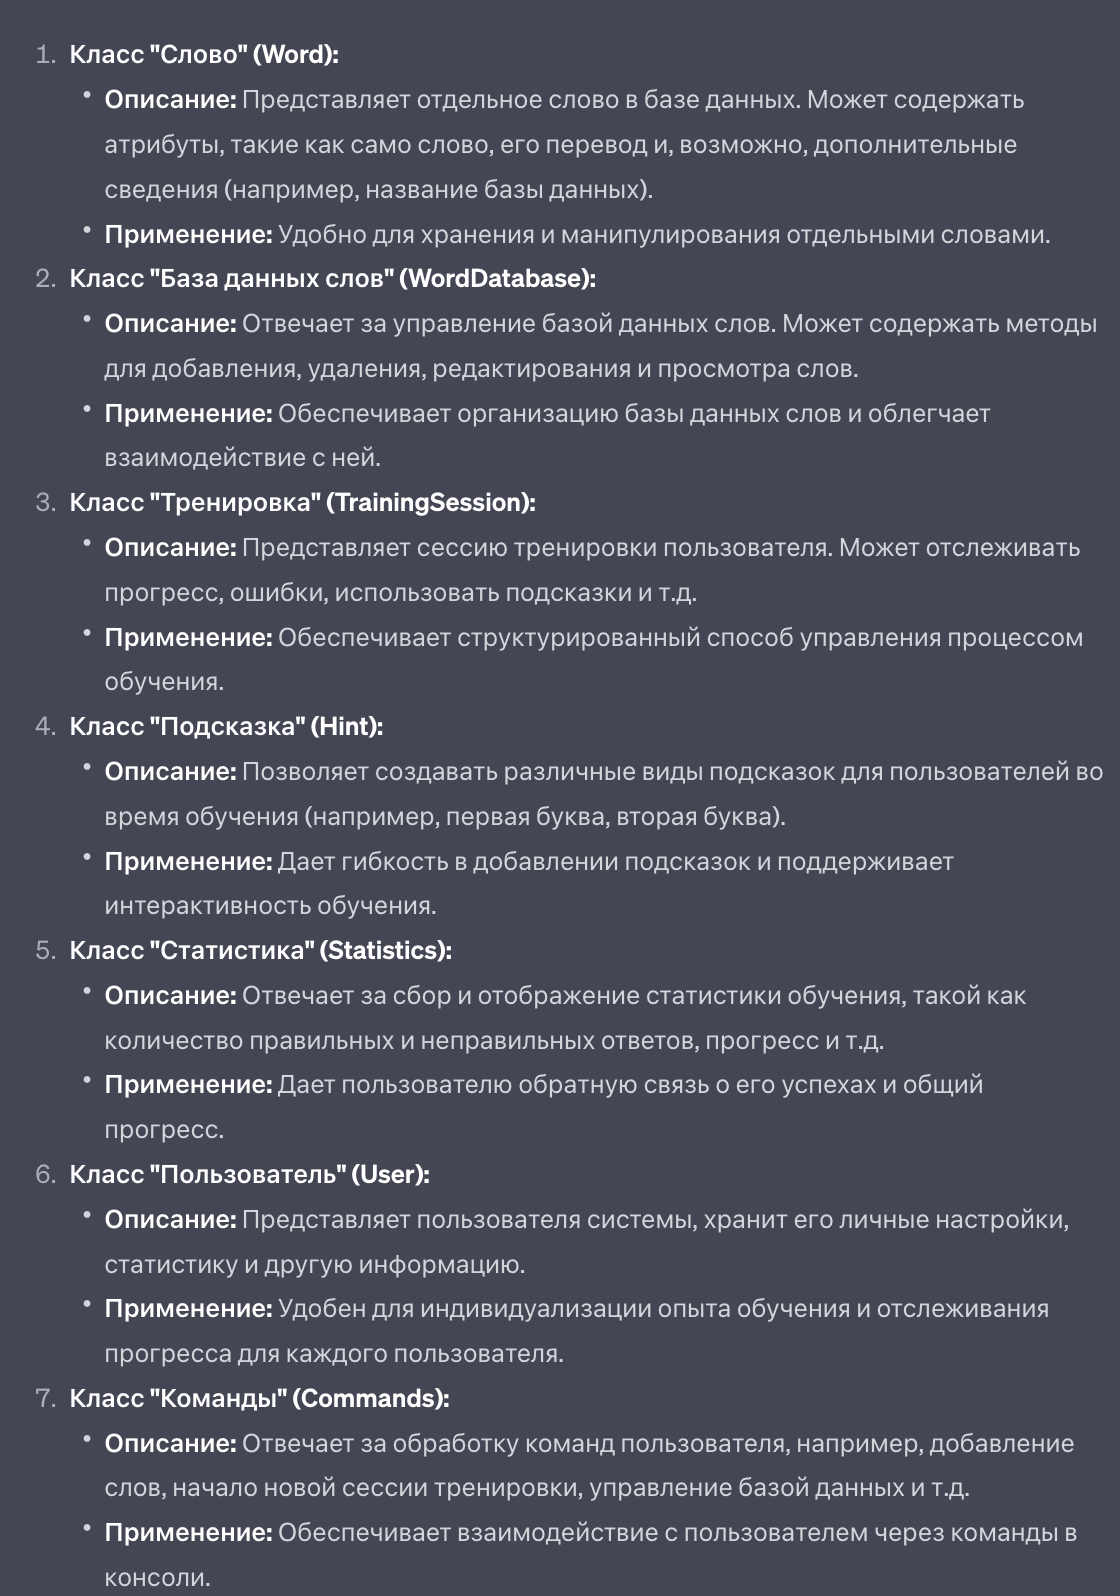 1. Класс "Слово" (Word):
• Описание: Представляет отдельное слово в базе данных. Может содержать
атрибуты, такие как само слово, его перевод и, возможно, дополнительные
сведения (например, название базы данных).
• Применение: Удобно для хранения и манипулирования отдельными словами.
2. Класс "База данных слов" (WordDatabase):
• Описание: Отвечает за управление базой данных слов. Может содержать методы
для добавления, удаления, редактирования и просмотра слов.
• Применение: Обеспечивает организацию базы данных слов и облегчает
взаимодействие с ней.
3. Класс "Тренировка" (TrainingSession):
• Описание: Представляет сессию тренировки пользователя. Может отслеживать
прогресс, ошибки, использовать подсказки и т.д.
• Применение: Обеспечивает структурированный способ управления процессом
обучения.
4. Класс "Подсказка" (Hint):
• Описание: Позволяет создавать различные виды подсказок для пользователей во
время обучения (например, первая буква, вторая буква).
• Применение: Дает гибкость в добавлении подсказок и поддерживает
интерактивность обучения.
5. Класс "Статистика" (Statistics):
• Описание: Отвечает за сбор и отображение статистики обучения, такой как
количество правильных и неправильных ответов, прогресс и т.д.
• Применение: Дает пользователю обратную связь о его успехах и общий
прогресс.
6. Класс "Пользователь" (User):
• Описание: Представляет пользователя системы, хранит его личные настройки,
статистику и другую информацию.
• Применение: Удобен для индивидуализации опыта обучения и отслеживания
прогресса для каждого пользователя.
7. Класс "Команды" (Commands):
• Описание: Отвечает за обработку команд пользователя, например, добавление
слов, начало новой сессии тренировки, управление базой данных и т.д.
• Применение: Обеспечивает взаимодействие с пользователем через команды в
консоли.